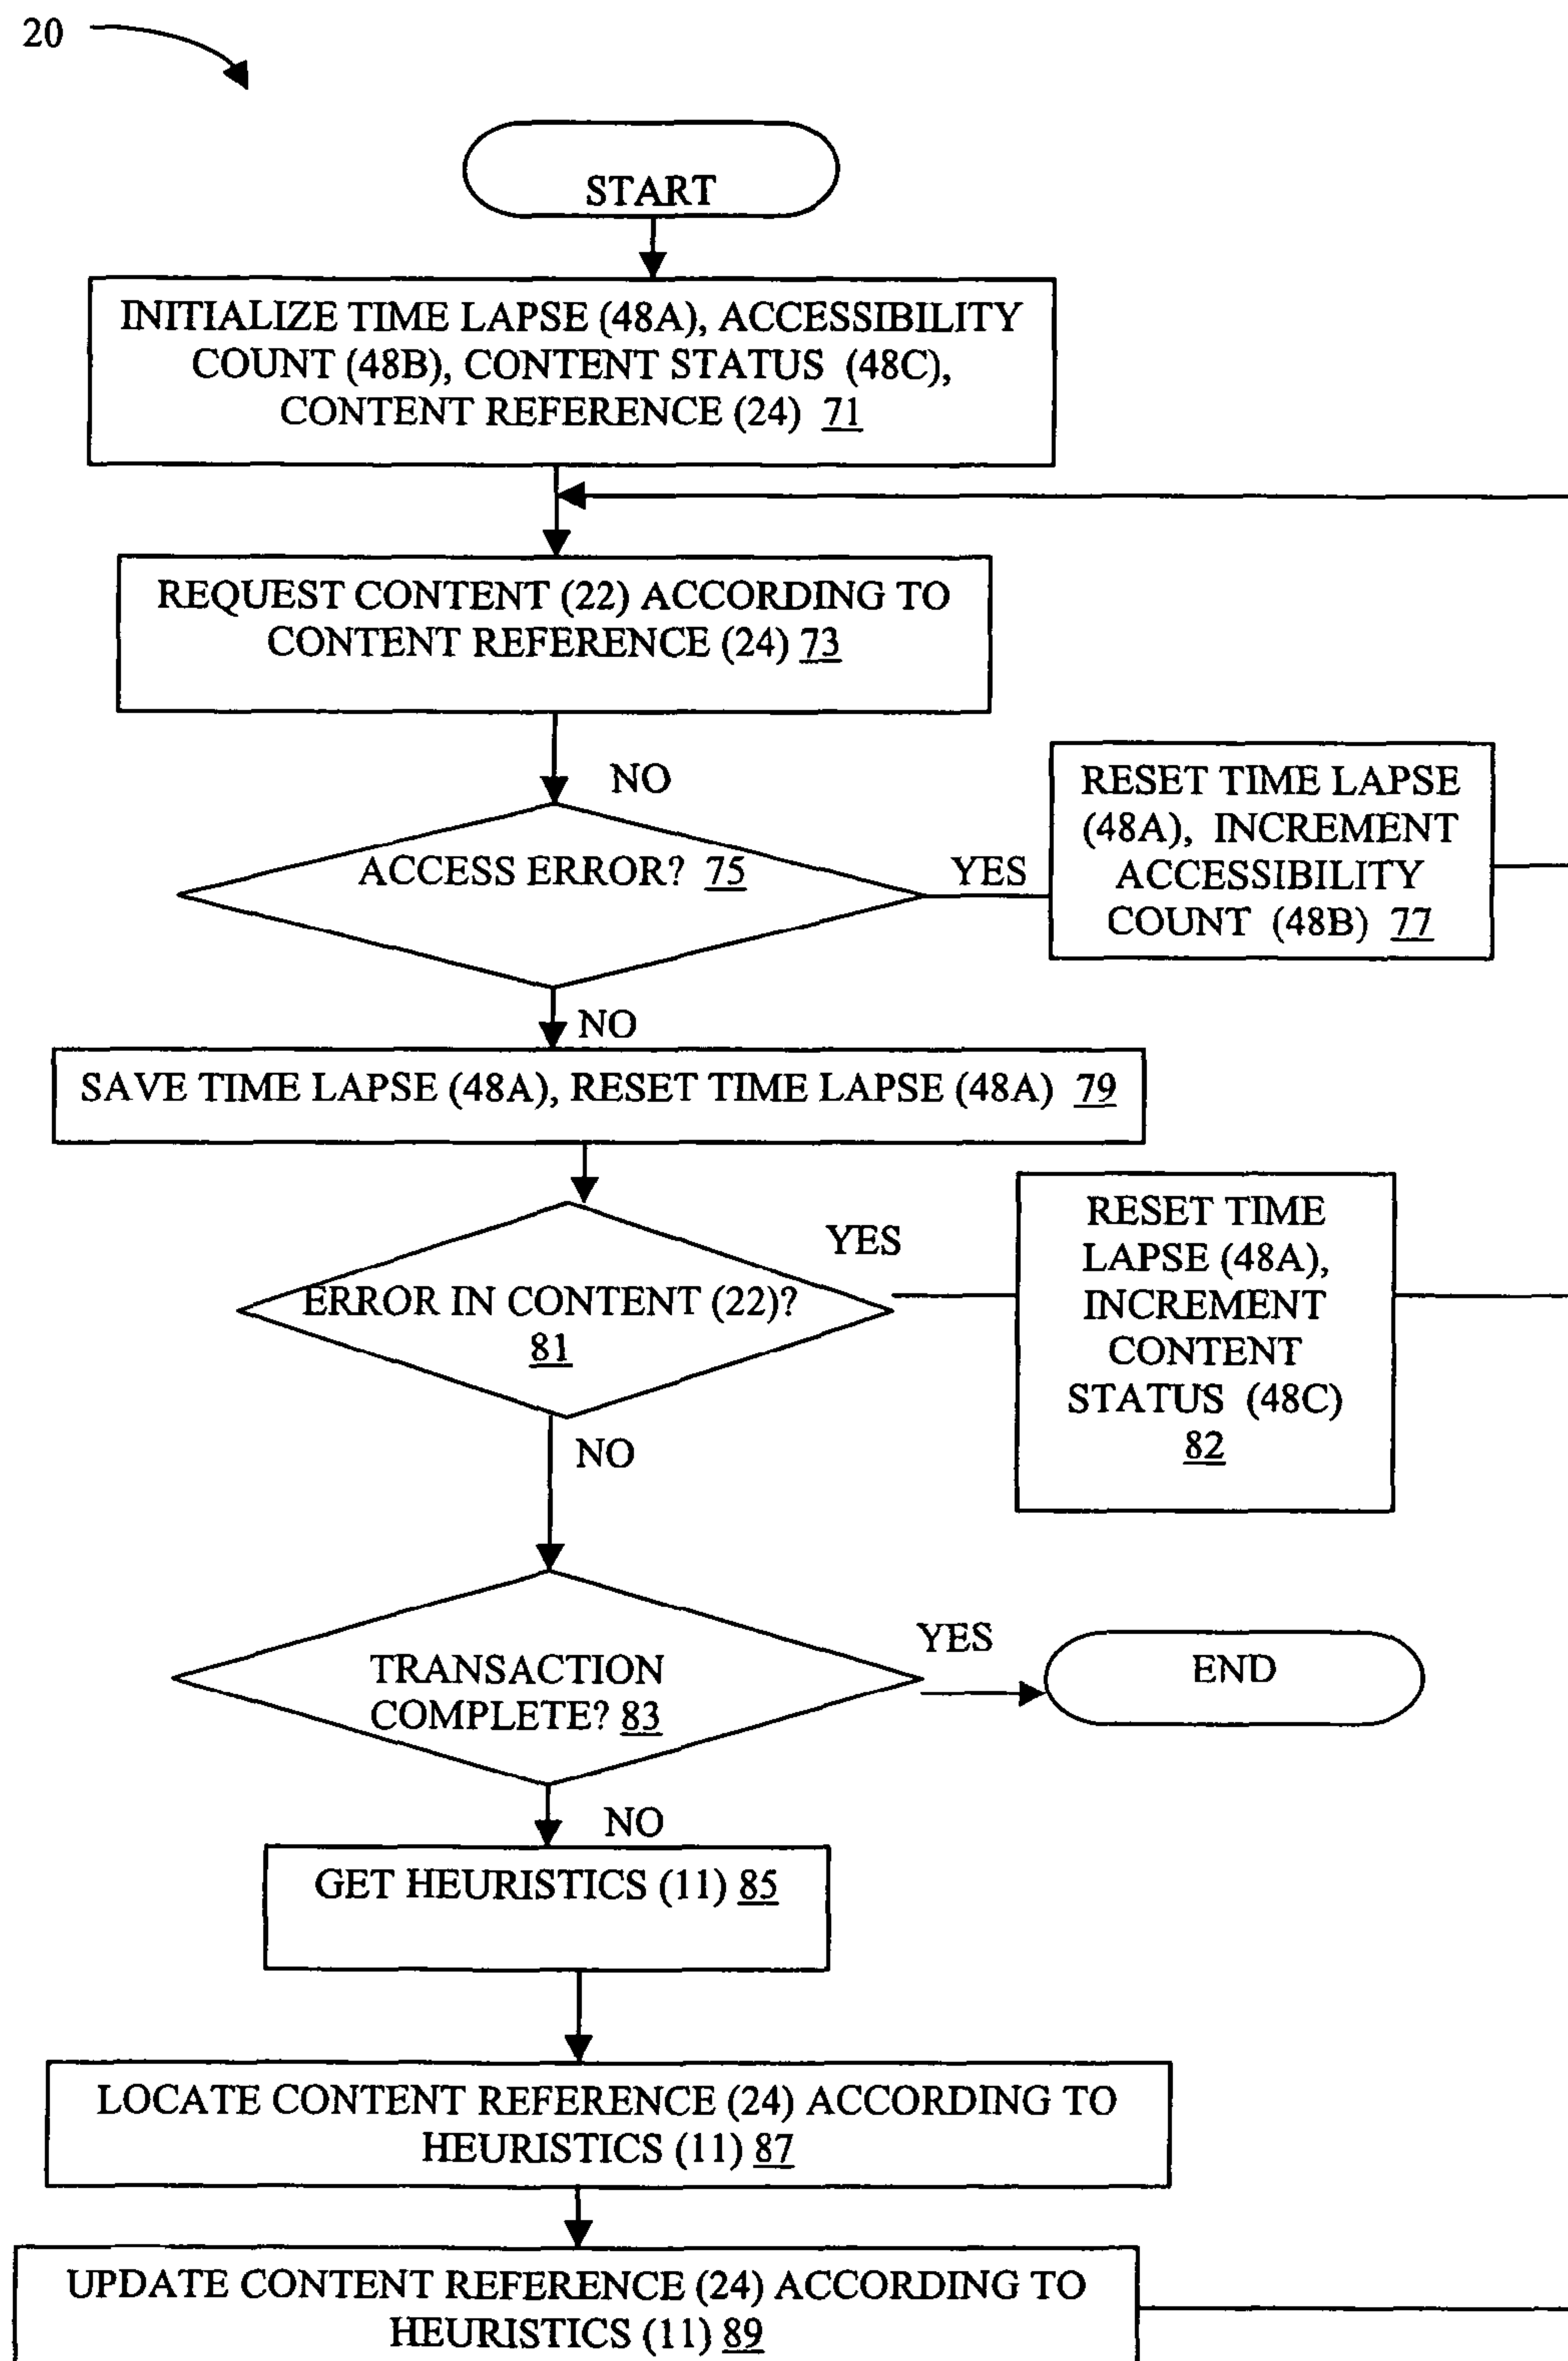 20
START
INITIALIZE TIME LAPSE (48A), ACCESSIBILITY
COUNT (48B), CONTENT STATUS (48C),
CONTENT REFERENCE (24) 71
REQUEST CONTENT (22) ACCORDING TO
CONTENT REFERENCE (24) 73
NO
ACCESS ERROR? 75
YES
RESET TIME LAPSE
(48A), INCREMENT
ACCESSIBILITY
COUNT (48B) 77
NO
SAVE TIME LAPSE (48A), RESET TIME LAPSE (48A) 79
ERROR IN CONTENT (22)?
81
YES
RESET TIME
LAPSE (48A),
INCREMENT
CONTENT
STATUS (48C)
82
NO
TRANSACTION
COMPLETE? 83
YES
END
NO
GET HEURISTICS (11) 85
LOCATE CONTENT REFERENCE (24) ACCORDING TO
HEURISTICS (11) 87
UPDATE CONTENT REFERENCE (24) ACCORDING TO
HEURISTICS (11) 89